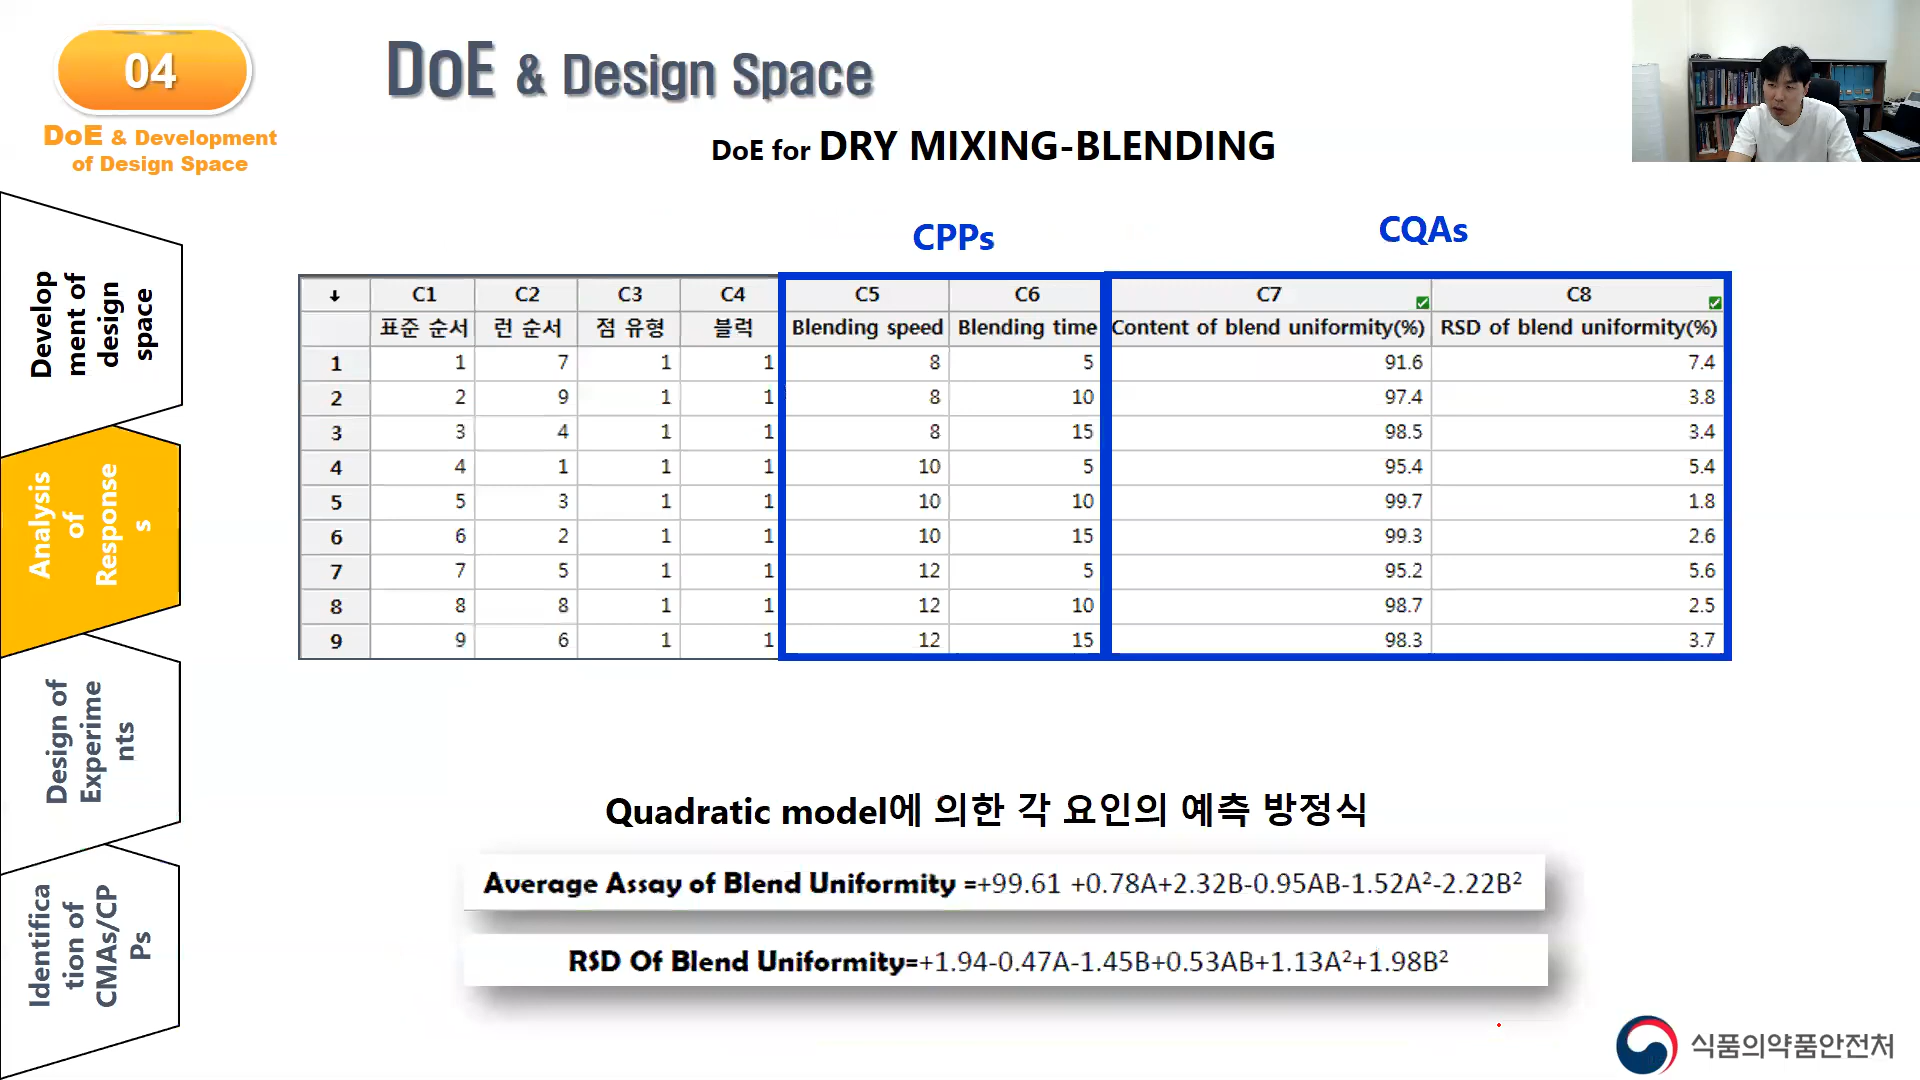 04
DoE & Development
of Design Space
DoE & Design Space
DoE for DRY MIXING-BLENDING
Develop
ment of
design
space
Analysis
of
Response
s
Design of
Experime
nts
Identifica
tion of
CMAs/CP
Ps
CPPs
CQAs
↓ C1 C2 C3 C4 C5 C6 C7 C8
표준 순서 런 순서 점 유형 블럭 Blending speed Blending time Content of blend uniformity(%) RSD of blend uniformity(%)
1 1 7 1 1 8 5 91.6 7.4
2 2 9 1 1 8 10 97.4 3.8
3 3 4 1 1 8 15 98.5 3.4
4 4 1 1 1 10 5 95.4 5.4
5 5 3 1 1 10 10 99.7 1.8
6 6 2 1 1 10 15 99.3 2.6
7 7 5 1 1 12 5 95.2 5.6
8 8 8 1 1 12 10 98.7 2.5
9 9 6 1 1 12 15 98.3 3.7
Quadratic model에 의한 각 요인의 예측 방정식
Average Assay of Blend Uniformity =+99.61 +0.78A+2.32B-0.95AB-1.52A²-2.22B²
RSD Of Blend Uniformity=+1.94-0.47A-1.45B+0.53AB+1.13A²+1.98B²
식품의약품안전처